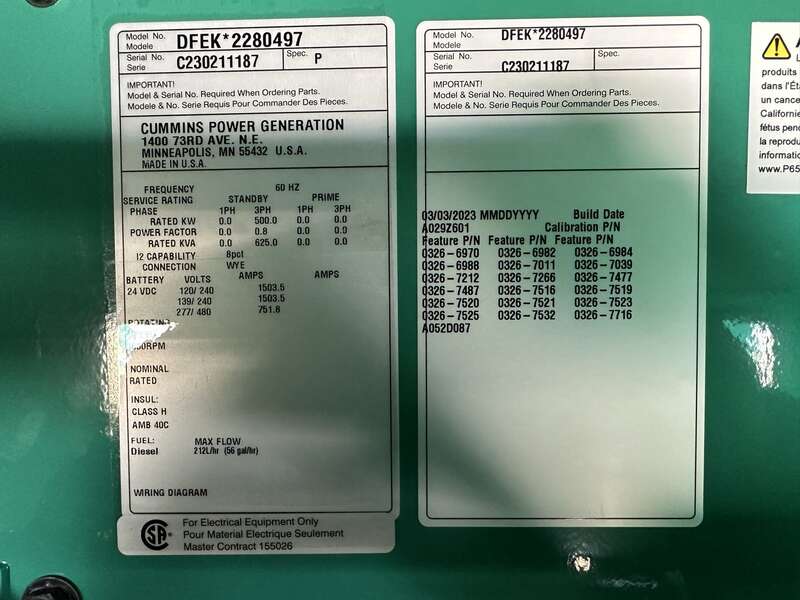 Model No. DFEK*2280497
Modele
Serial No. C230211187 Spec. P
Serie
IMPORTANT!
Model & Serial No. Required When Ordering Parts.
Modele & No. Serie Requis Pour Commander Des Pieces.
CUMMINS POWER GENERATION
1400 73RD AVE. N.E.
MINNEAPOLIS, MN 55432 U.S.A.
MADE IN U.S.A.
FREQUENCY 60 HZ
SERVICE RATING STANDBY PRIME
PHASE 1PH 3PH 1PH 3PH
RATED KW 0.0 500.0 0.0 0.0
POWER FACTOR 0.0 0.8 0.0 0.0
RATED KVA 0.0 625.0 0.0 0.0
I2 CAPABILITY 8pct
CONNECTION WYE
BATTERY VOLTS AMPS AMPS
24 VDC 120/ 240 1503.5
139/ 240 1503.5
277/ 480 751.8
NOMINAL
RATED
INSUL:
CLASS H
AMB 40C
FUEL: MAX FLOW
Diesel 212L/hr (56 gal/hr)
WIRING DIAGRAM
CSA
For Electrical Equipment Only
Pour Material Electrique Seulement
Master Contract 155026
Model No. DFEK*2280497
Modele
Serial No. C230211187 Spec.
Serie
IMPORTANT!
Model & Serial No. Required When Ordering Parts.
Modele & No. Serie Requis Pour Commander Des Pieces.
03/03/2023 MMDDYYYY Build Date
A029Z601 Calibration P/N
Feature P/N Feature P/N Feature P/N
0326-6970 0326-6982 0326-6984
0326-6988 0326-7011 0326-7039
0326-7212 0326-7266 0326-7477
0326-7487 0326-7516 0326-7519
0326-7520 0326-7521 0326-7523
0326-7525 0326-7532 0326-7716
A052D087
produits
dans l'Éta
un cance
Californie
fétus pen
la reprodu
information
www.P65